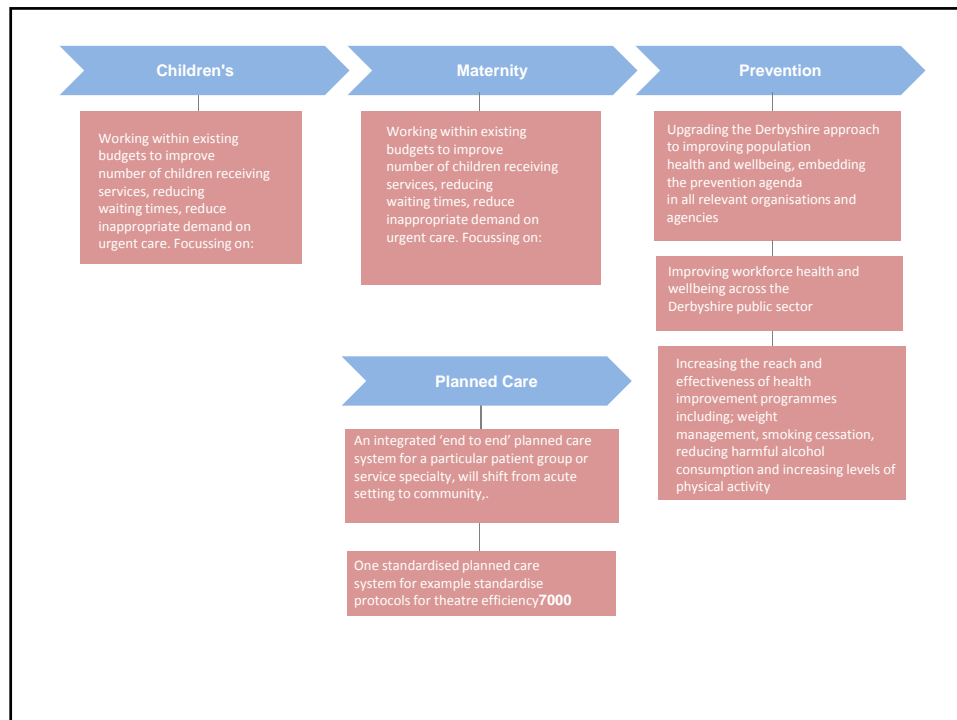 Children's
Working within existing
budgets to improve
number of children receiving
services, reducing
waiting times, reduce
inappropriate demand on
urgent care. Focussing on:
Maternity
Working within existing
budgets to improve
number of children receiving
services, reducing
waiting times, reduce
inappropriate demand on
urgent care. Focussing on:
Prevention
Upgrading the Derbyshire approach
to improving population
health and wellbeing, embedding
the prevention agenda
in all relevant organisations and
agencies
Improving workforce health and
wellbeing across the
Derbyshire public sector
Increasing the reach and
effectiveness of health
improvement programmes
including; weight
management, smoking cessation,
reducing harmful alcohol
consumption and increasing levels of
physical activity
Planned Care
An integrated ‘end to end’ planned care
system for a particular patient group or
service specialty, will shift from acute
setting to community,.
One standardised planned care
system for example standardise
protocols for theatre efficiency7000